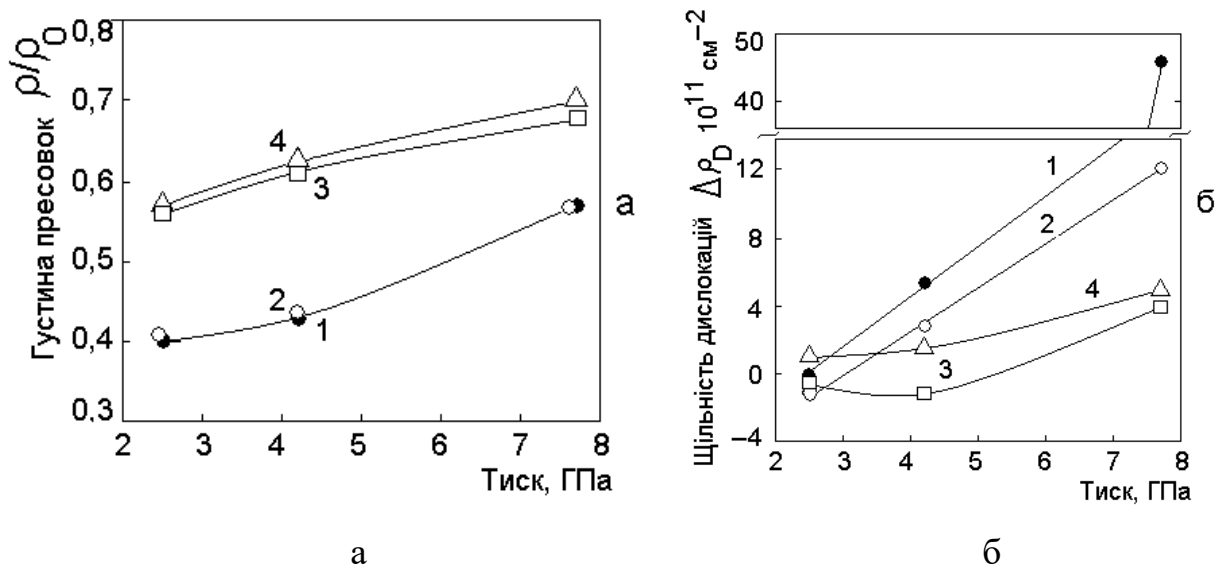 Густина пресовок ρ/ρ0
0,8
0,7
0,6
0,5
0,4
0,3
4
3
2
1
а
2 3 4 5 6 7 8
Тиск, ГПа
а
Щільність дислокацій ΔρD 10^11 см^−2
50
40
12
8
4
0
−4
1
2
4
3
б
2 3 4 5 6 7 8
Тиск, ГПа
б